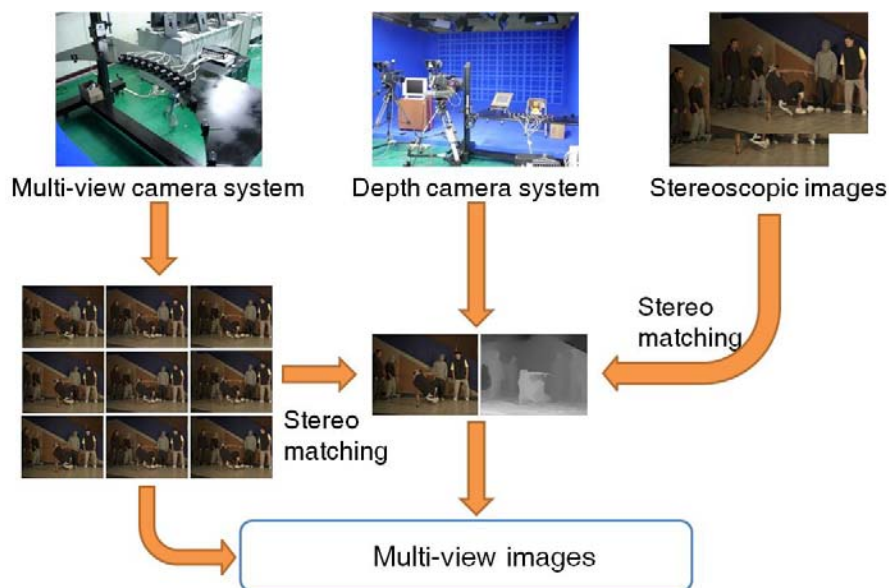 Multi-view camera system
Depth camera system
Stereoscopic images
Stereo
matching
Stereo
matching
Multi-view images